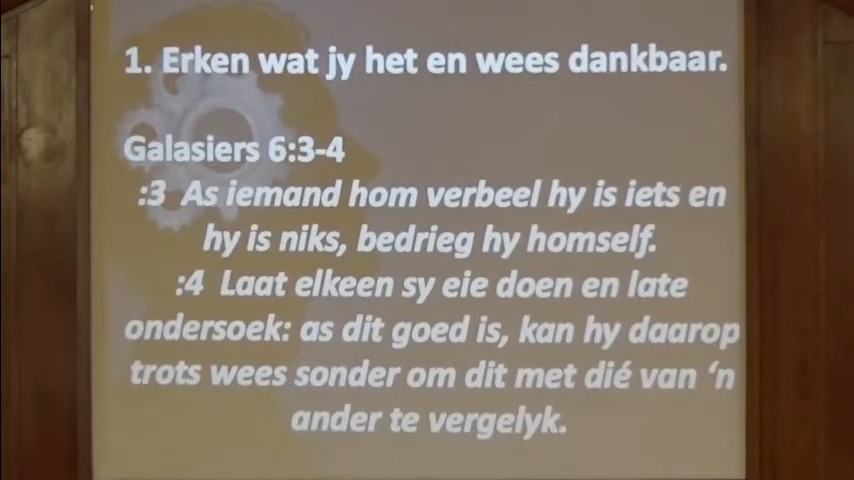 1. Erken wat jy het en wees dankbaar.
Galasiers 6:3-4
:3 As iemand hom verbeel hy is iets en
hy is niks, bedrieg hy homself.
:4 Laat elkeen sy eie doen en late
ondersoek: as dit goed is, kan hy daarop
trots wees sonder om dit met dié van ‘n
ander te vergelyk.